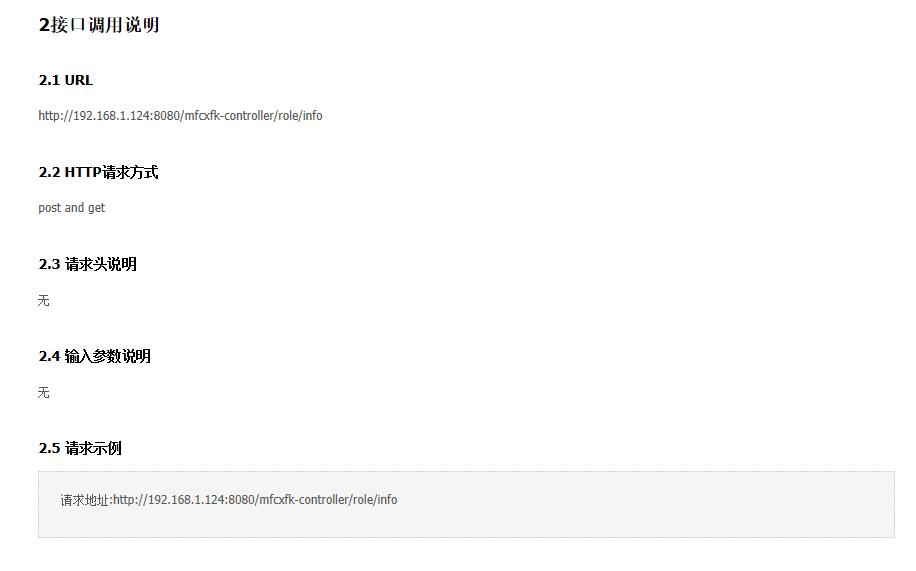 2接口调用说明
2.1 URL
http://192.168.1.124:8080/mfcxfk-controller/role/info
2.2 HTTP请求方式
post and get
2.3 请求头说明
无
2.4 输入参数说明
无
2.5 请求示例
请求地址:http://192.168.1.124:8080/mfcxfk-controller/role/info